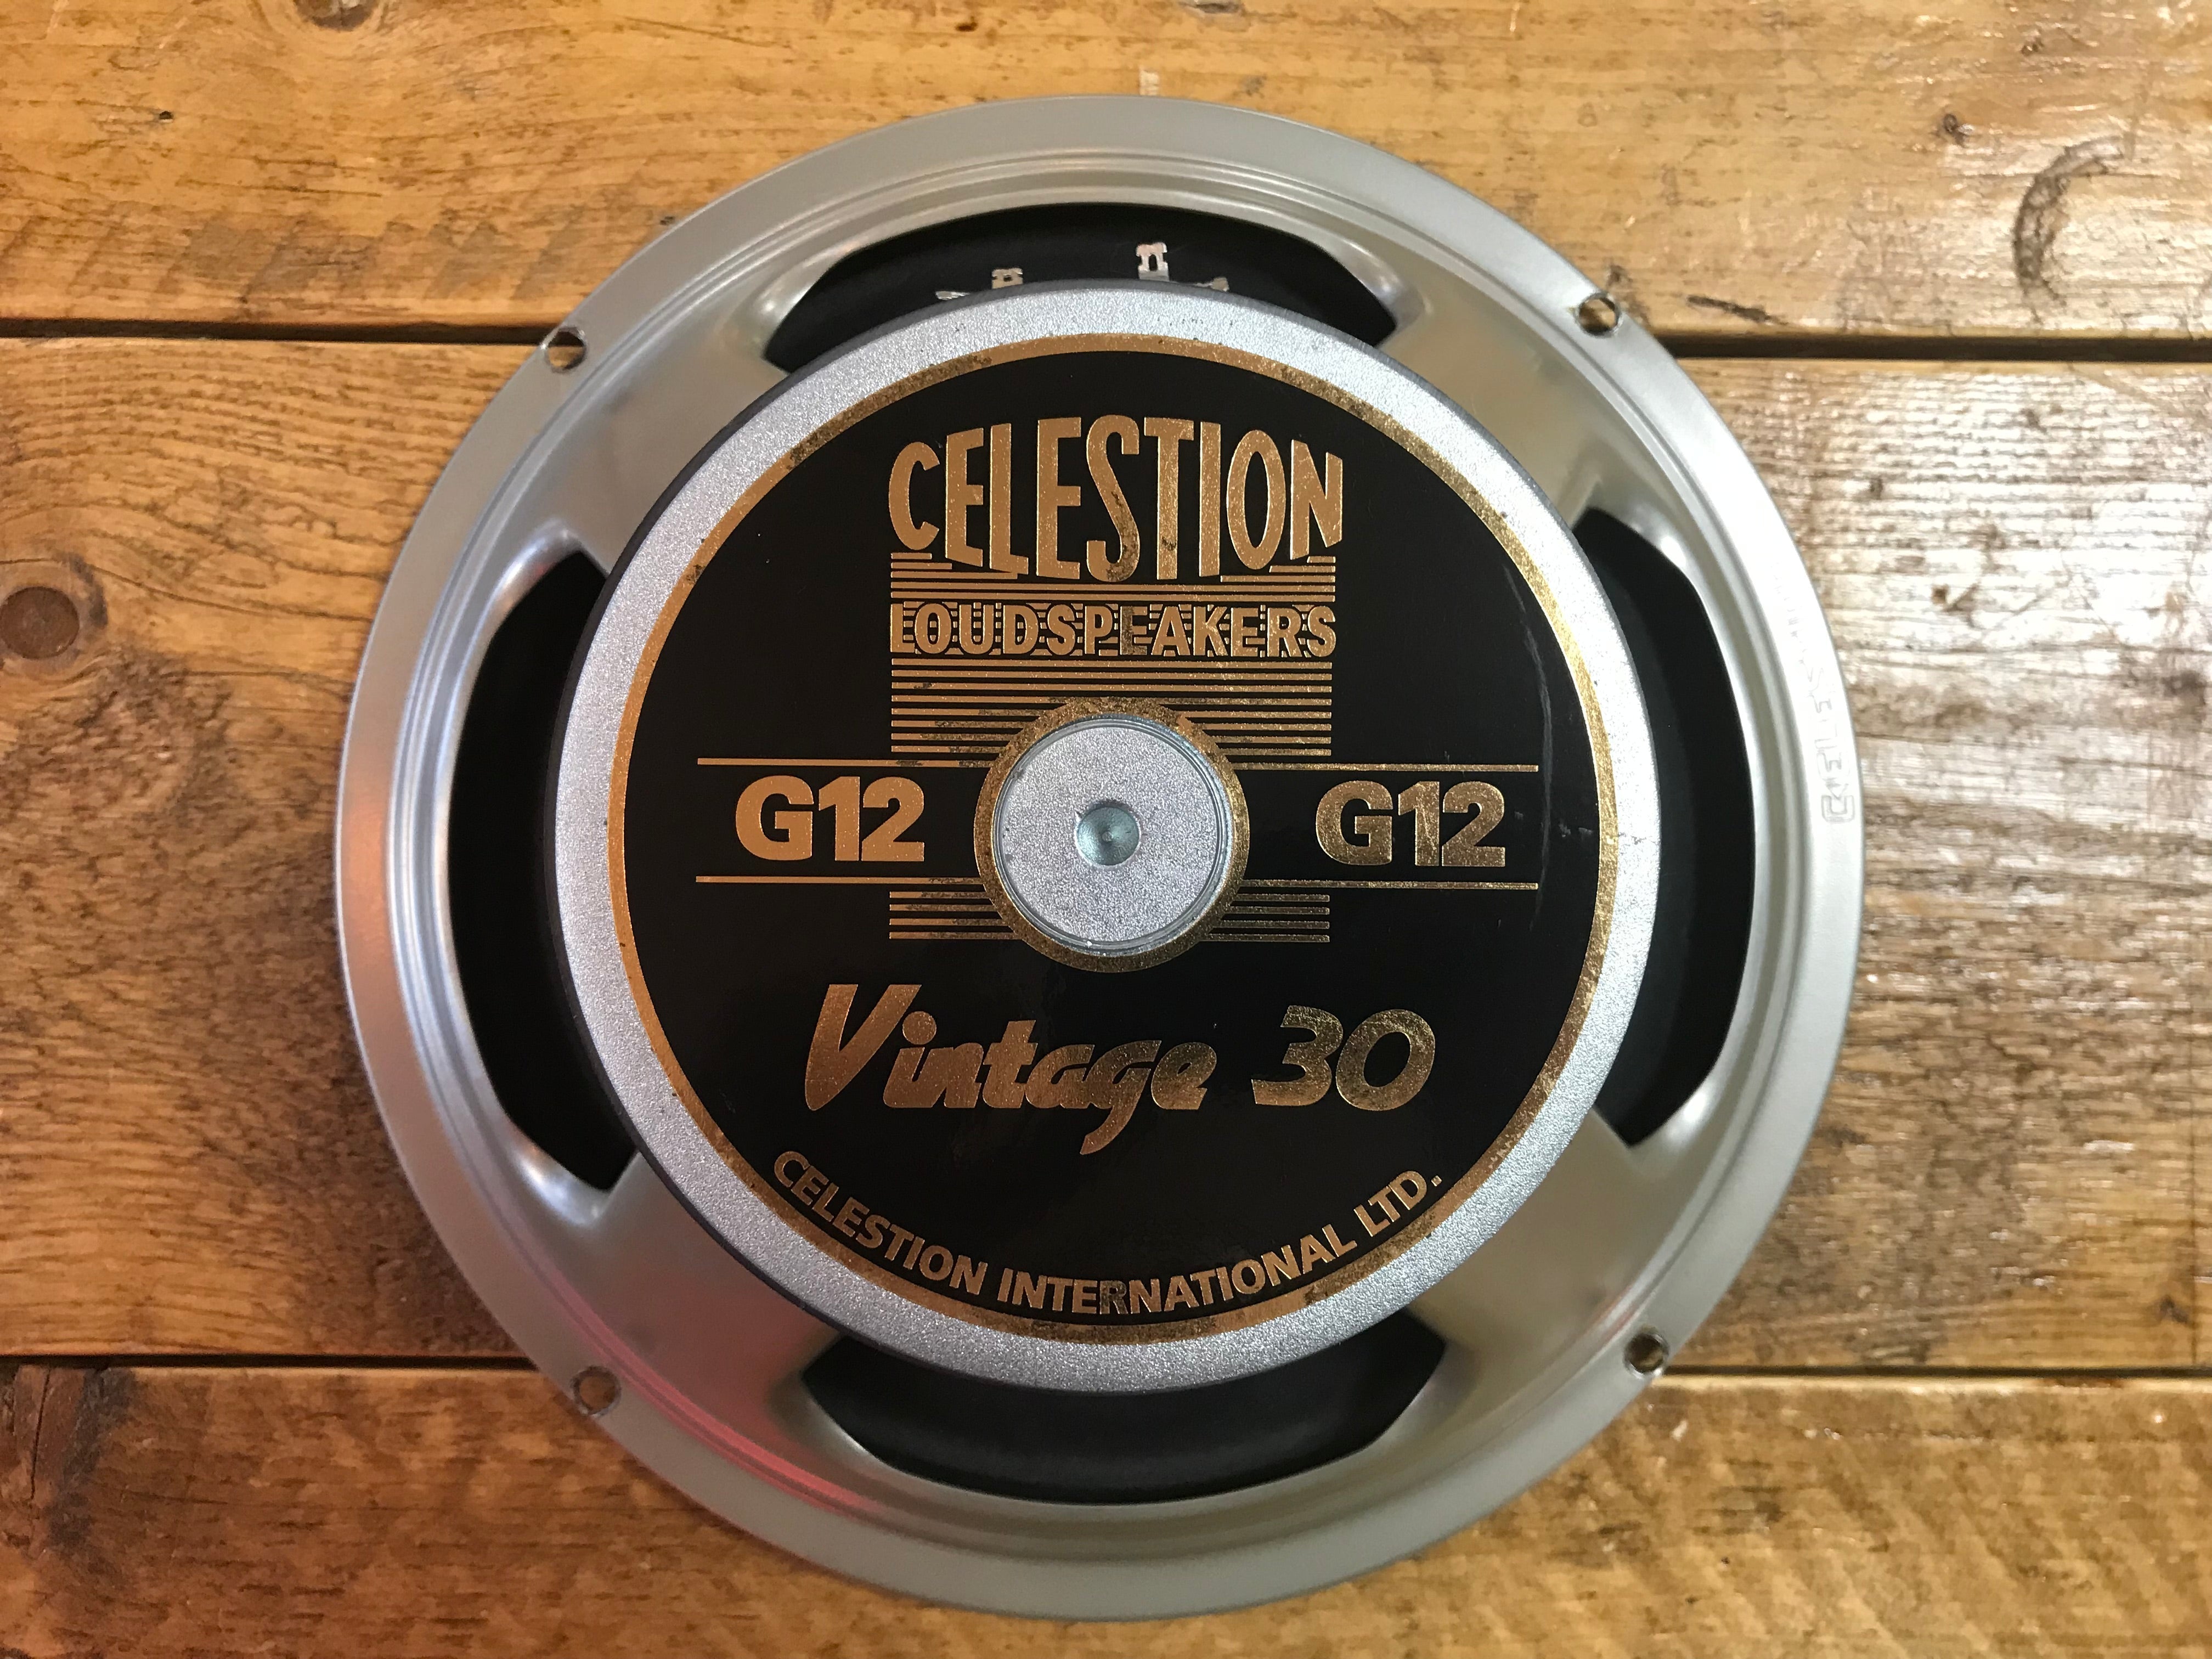 CELESTION
LOUDSPEAKERS
G12 G12
Vintage 30
CELESTION INTERNATIONAL LTD.